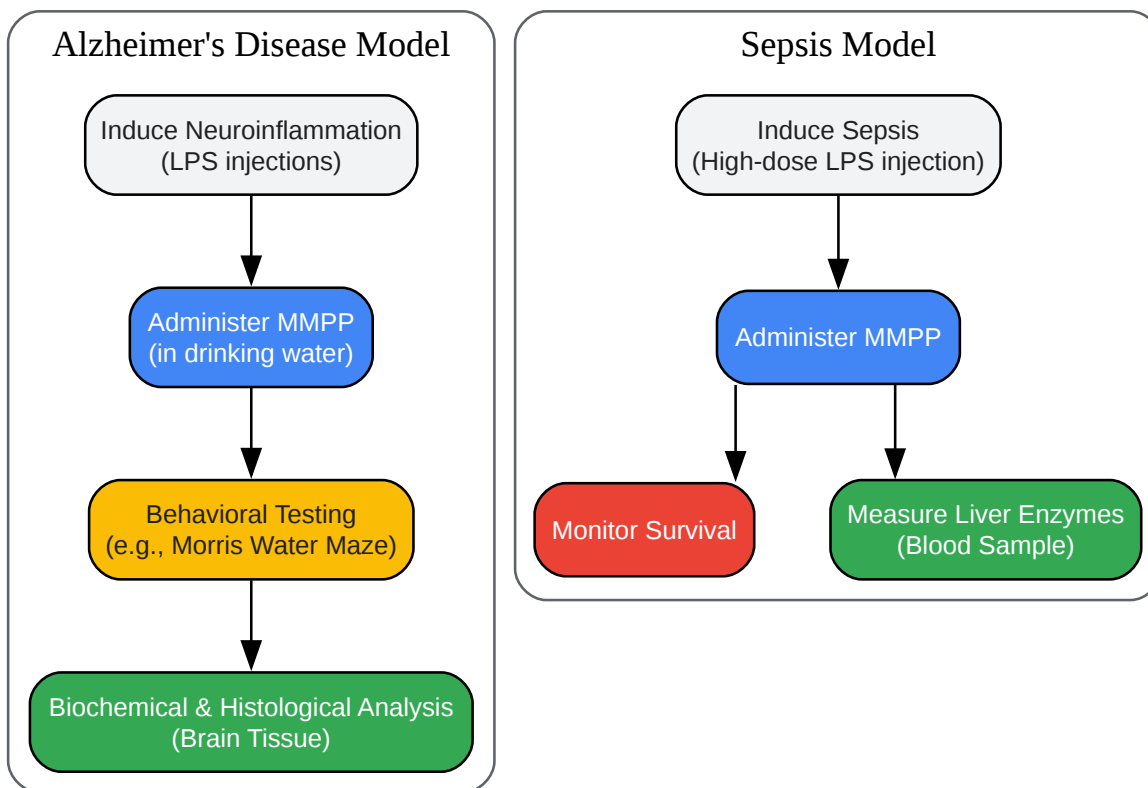 Alzheimer's Disease Model
Induce Neuroinflammation
(LPS injections)
Administer MMPP
(in drinking water)
Behavioral Testing
(e.g., Morris Water Maze)
Biochemical & Histological Analysis
(Brain Tissue)
Sepsis Model
Induce Sepsis
(High-dose LPS injection)
Administer MMPP
Monitor Survival
Measure Liver Enzymes
(Blood Sample)